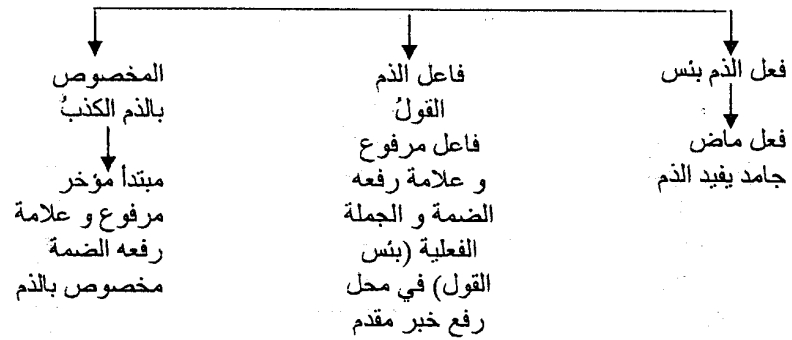 فعل الذم بئس
فعل ماض
جامد يفيد الذم
فاعل الذم
القولُ
فاعل مرفوع
و علامة رفعه
الضمة و الجملة
الفعلية (بئس
القول) في محل
رفع خبر مقدم
المخصوص
بالذم الكذبُ
مبتدأ مؤخر
مرفوع و علامة
رفعه الضمة
مخصوص بالذم